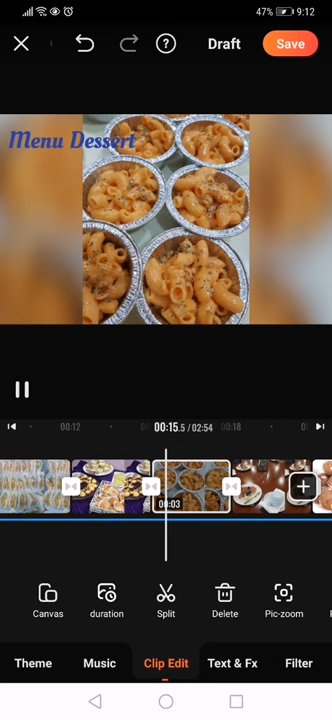 47% 9:12
Draft Save
Menu Dessert
00:12 00:15.5 / 02:54 00:18
00:03
Canvas duration Split Delete Pic-zoom
Theme Music Clip Edit Text & Fx Filter